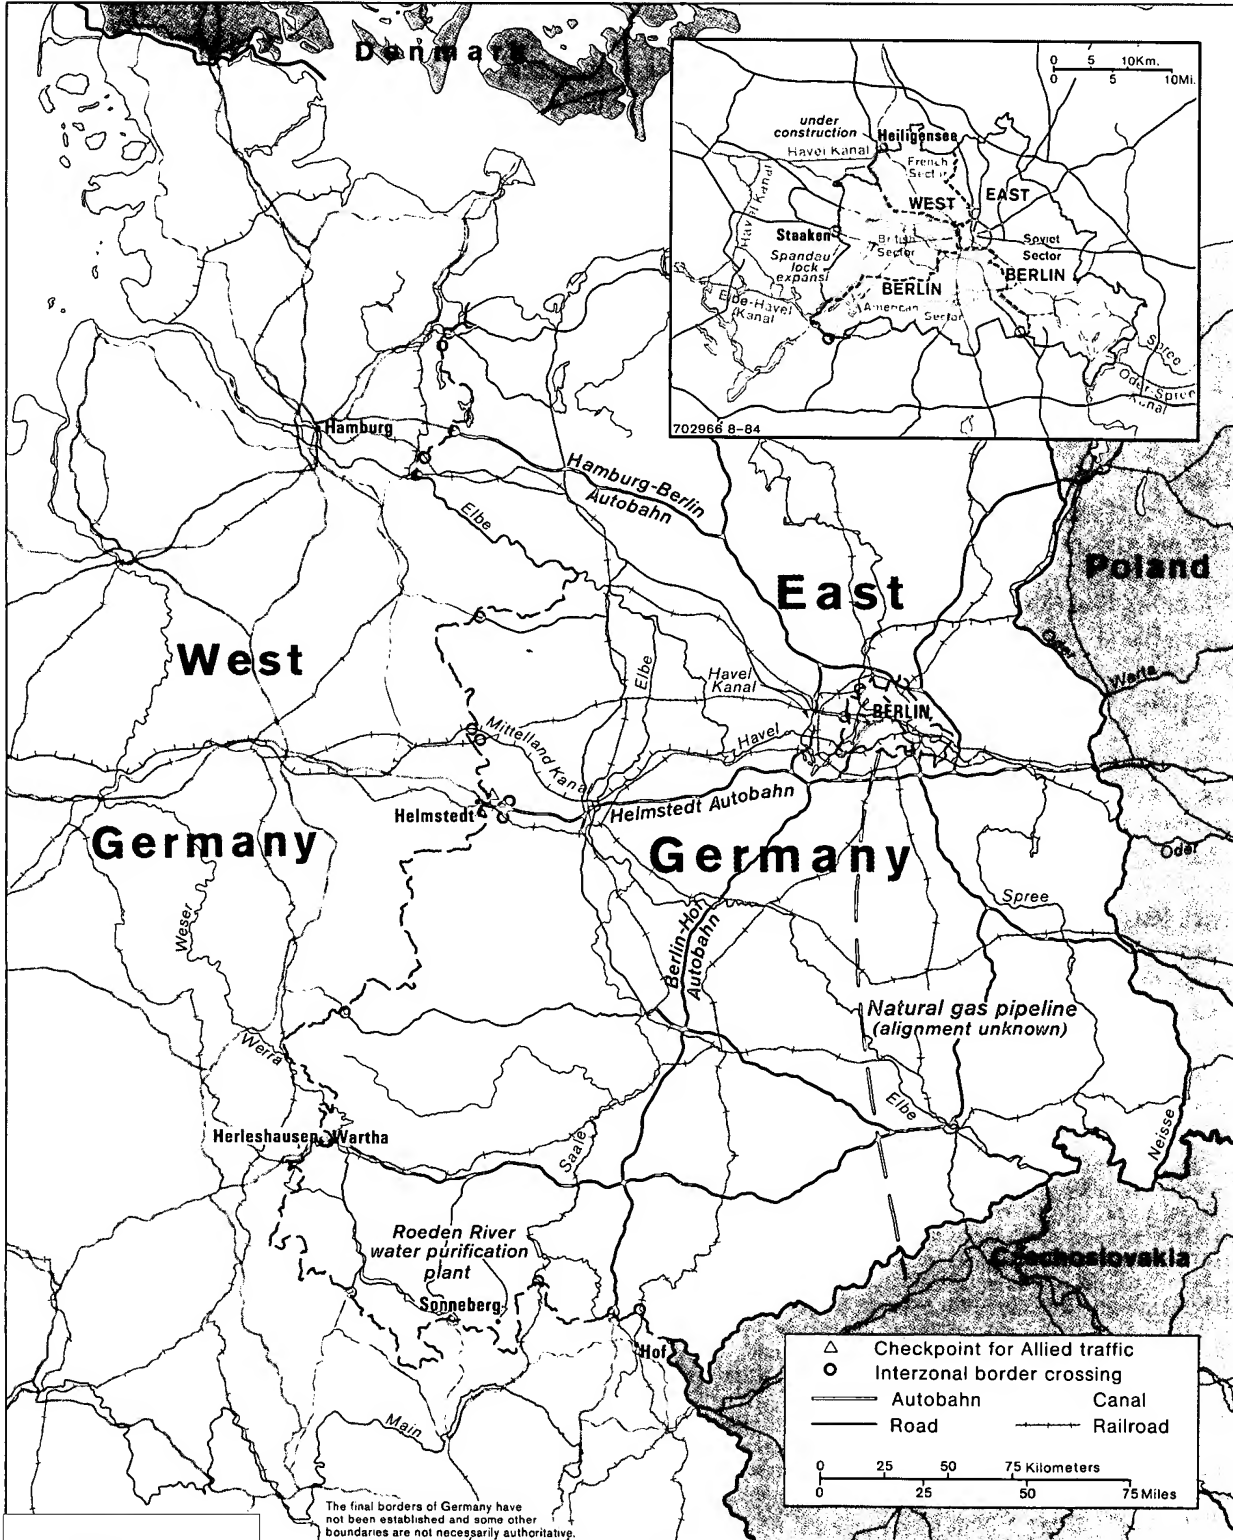 Denmark
0 5 10Km.
0 5 10Mi.
under
construction
Heiligensee
Havel Kanal
French
Sector
Havel Kanal
WEST
EAST
Staaken
British
Sector
Soviet
Sector
Spandau
lock
expansi
BERLIN
BERLIN
Elbe-Havel
Kanal
American Sector
Spree
Oder-Spree
Kanal
702966 8-84
Hamburg
Hamburg-Berlin
Autobahn
Elbe
Poland
East
Oder
Warta
West
Elbe
Havel
Kanal
BERLIN
Mittelland Kanal
Havel
Helmstedt
Helmstedt Autobahn
Germany
Germany
Oder
Weser
Spree
Berlin-Hof
Autobahn
Natural gas pipeline
(alignment unknown)
Werra
Elbe
Neisse
Herleshausen Wartha
Saale
Roeden River
water purification
plant
Czechoslovakia
Sonneberg
Hof
Main
Checkpoint for Allied traffic
Interzonal border crossing
Autobahn Canal
Road Railroad
0 25 50 75 Kilometers
0 25 50 75 Miles
The final borders of Germany have
not been established and some other
boundaries are not necessarily authoritative.